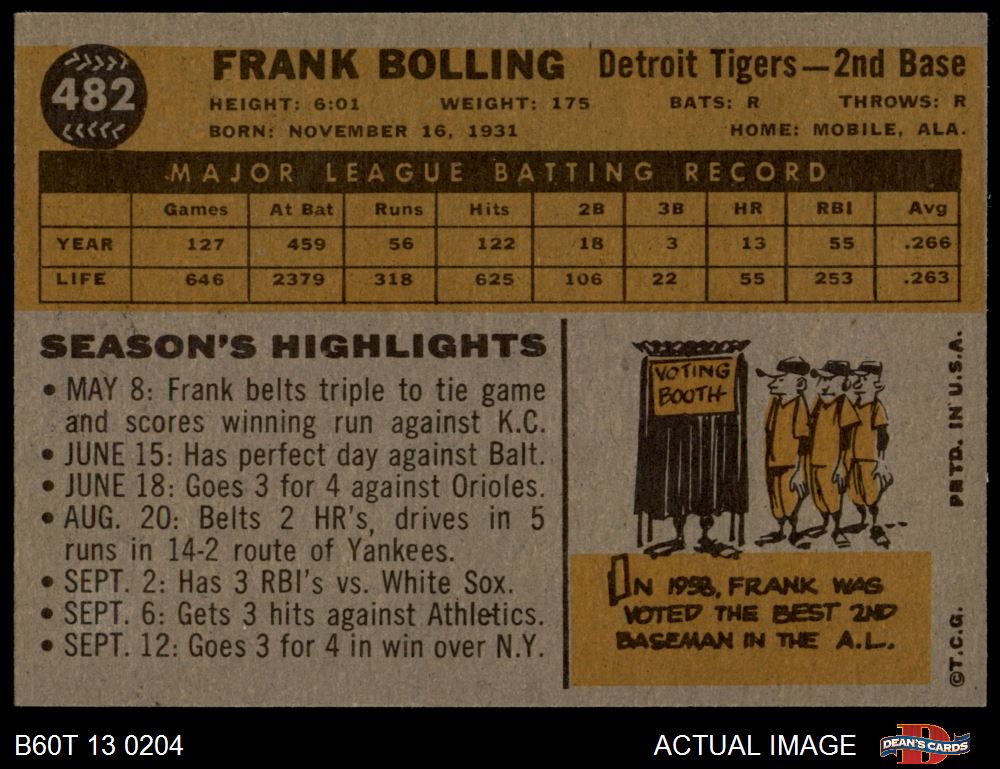 482
FRANK BOLLING Detroit Tigers—2nd Base
HEIGHT: 6:01 WEIGHT: 175 BATS: R THROWS: R
BORN: NOVEMBER 16, 1931 HOME: MOBILE, ALA.
MAJOR LEAGUE BATTING RECORD
Games At Bat Runs Hits 2B 3B HR RBI Avg
YEAR 127 459 56 122 18 3 13 55 .266
LIFE 646 2379 318 625 106 22 55 253 .263
SEASON'S HIGHLIGHTS
• MAY 8: Frank belts triple to tie game
and scores winning run against K.C.
• JUNE 15: Has perfect day against Balt.
• JUNE 18: Goes 3 for 4 against Orioles.
• AUG. 20: Belts 2 HR's, drives in 5
runs in 14-2 route of Yankees.
• SEPT. 2: Has 3 RBI's vs. White Sox.
• SEPT. 6: Gets 3 hits against Athletics.
• SEPT. 12: Goes 3 for 4 in win over N.Y.
VOTING
BOOTH
IN 1958, FRANK WAS
VOTED THE BEST 2ND
BASEMAN IN THE A.L.
©T.C.G. PRTD. IN U.S.A.
B60T 13 0204 ACTUAL IMAGE DEAN'S CARDS